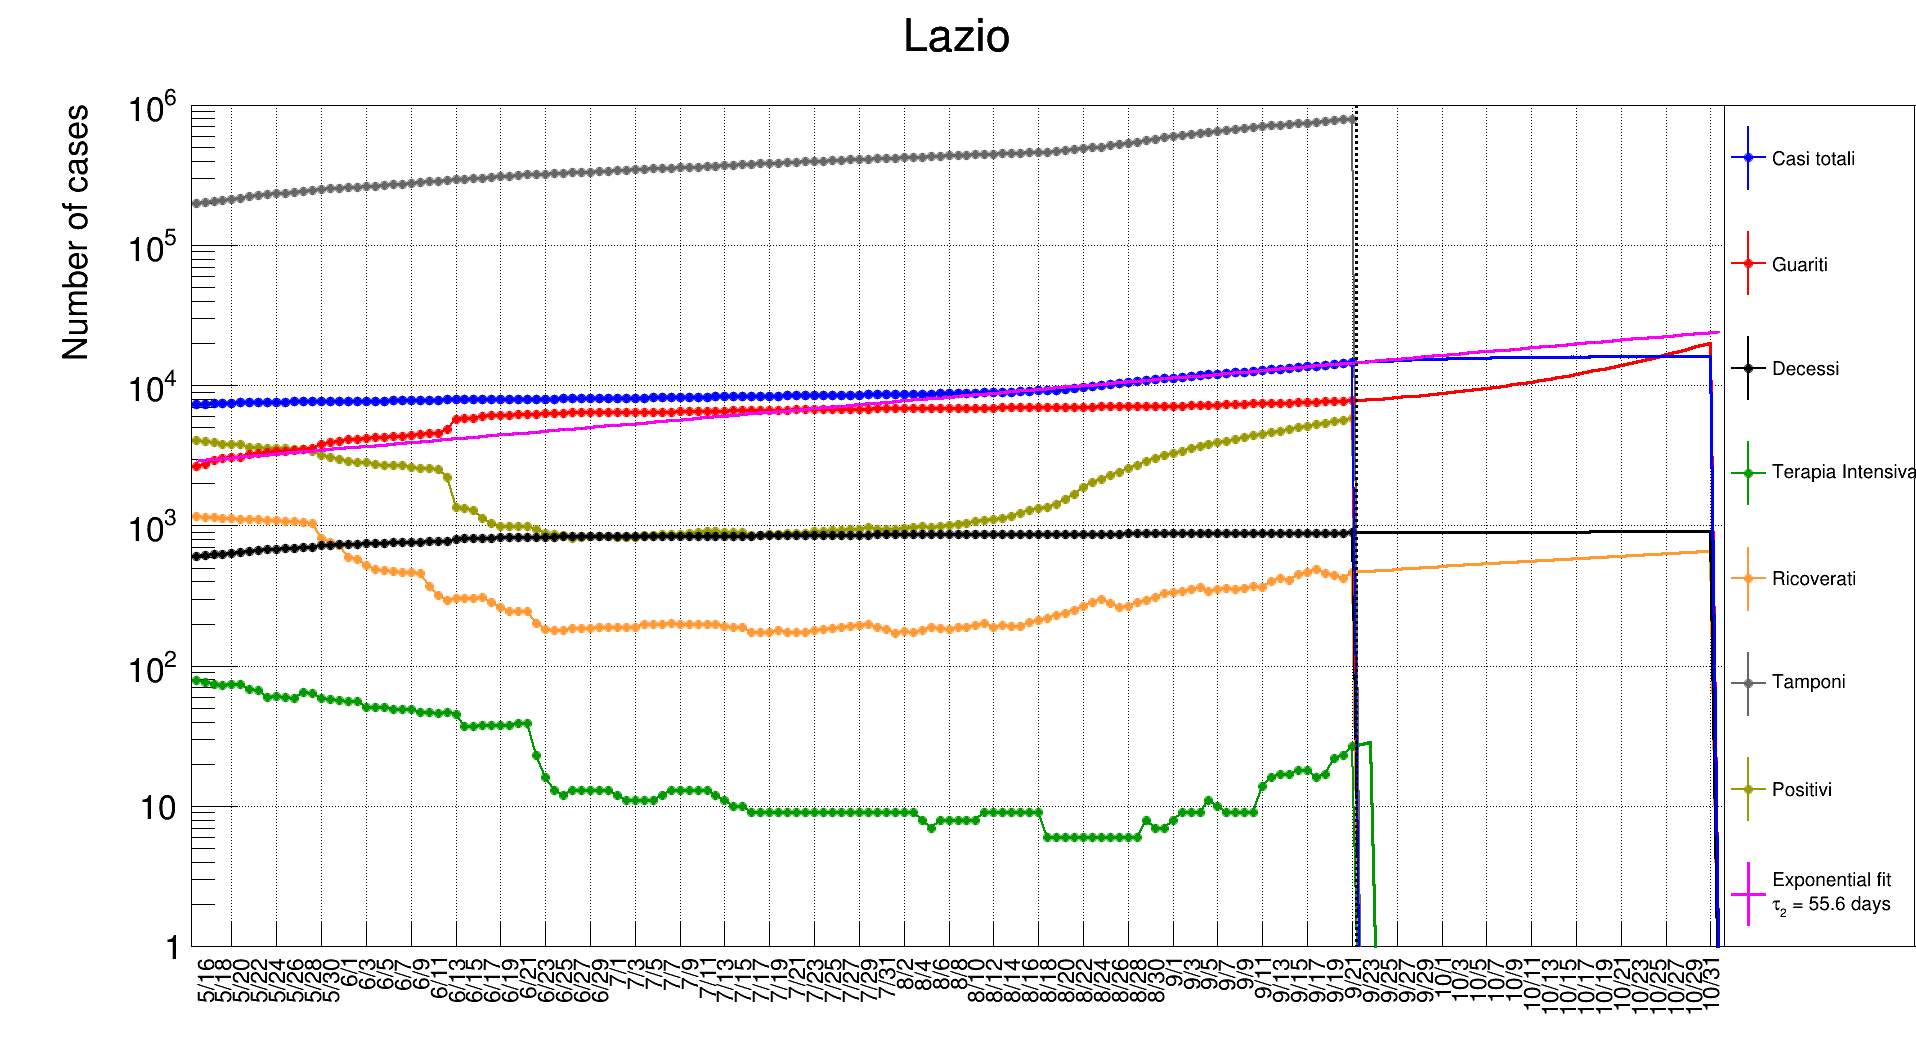 Lazio
Number of cases
10^6
10^5
10^4
10^3
10^2
10
1
5/16 5/18 5/20 5/22 5/24 5/26 5/28 5/30 6/1 6/3 6/5 6/7 6/9 6/11 6/13 6/15 6/17 6/19 6/21 6/23 6/25 6/27 6/29 7/1 7/3 7/5 7/7 7/9 7/11 7/13 7/15 7/17 7/19 7/21 7/23 7/25 7/27 7/29 7/31 8/2 8/4 8/6 8/8 8/10 8/12 8/14 8/16 8/18 8/20 8/22 8/24 8/26 8/28 8/30 9/1 9/3 9/5 9/7 9/9 9/11 9/13 9/15 9/17 9/19 9/21 9/23 9/25 9/27 9/29 10/1 10/3 10/5 10/7 10/9 10/11 10/13 10/15 10/17 10/19 10/21 10/23 10/25 10/27 10/29 10/31
Casi totali
Guariti
Decessi
Terapia Intensiva
Ricoverati
Tamponi
Positivi
Exponential fit
τ₂ = 55.6 days